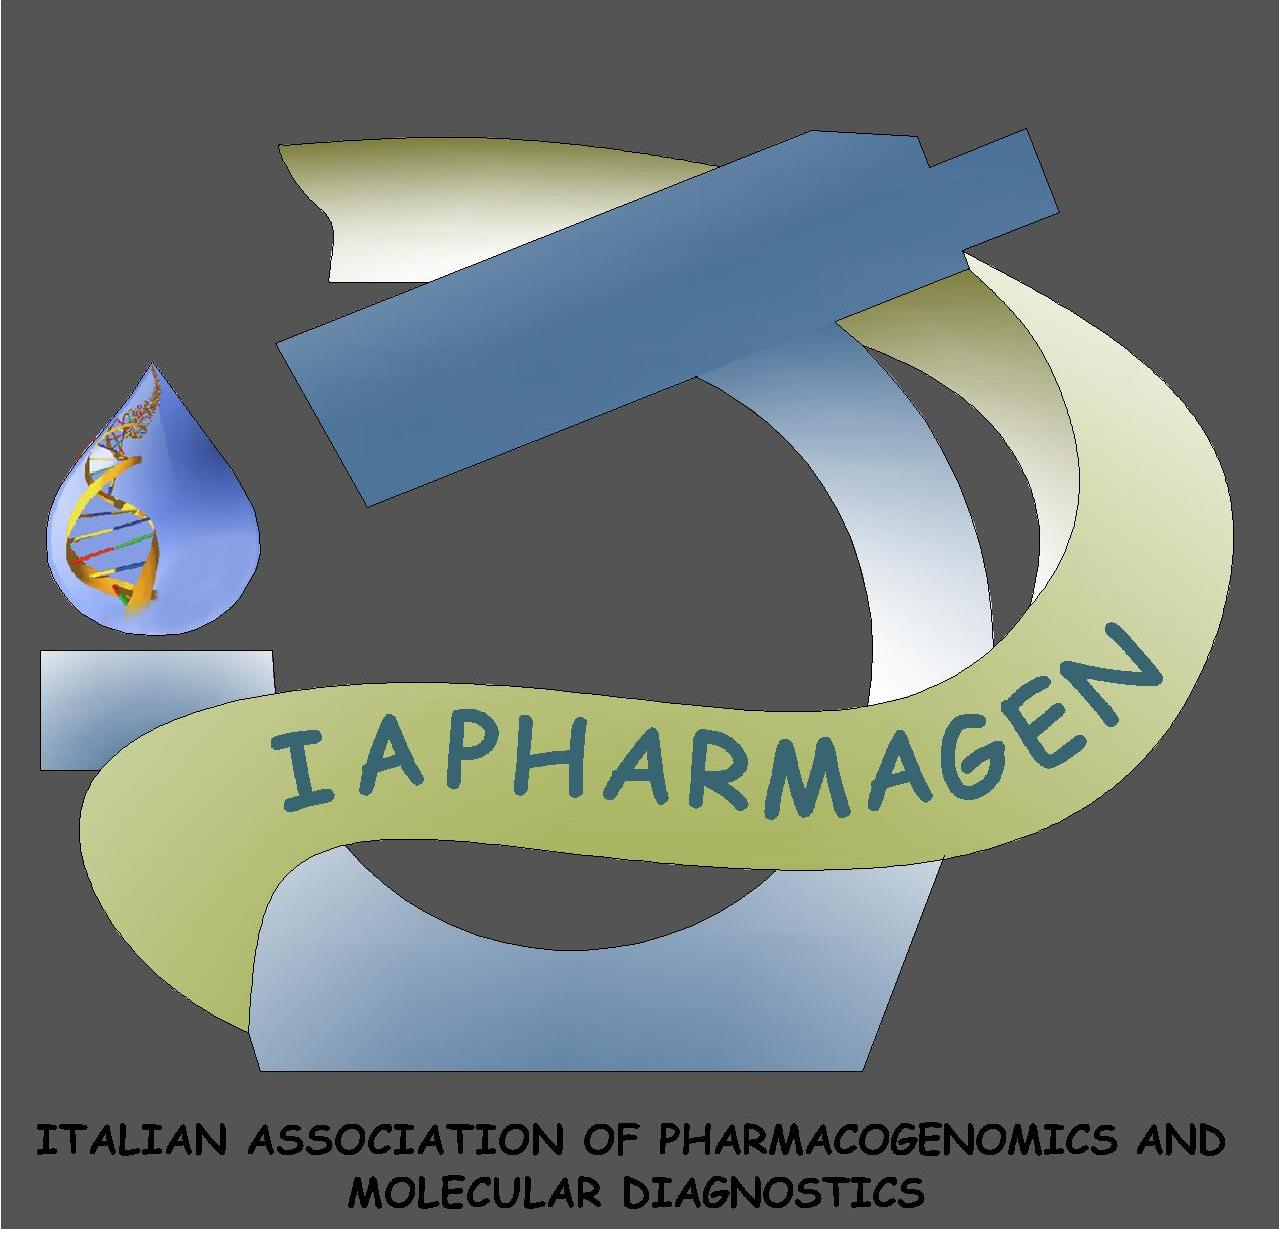 IAPHARMAGEN
ITALIAN ASSOCIATION OF PHARMACOGENOMICS AND
MOLECULAR DIAGNOSTICS